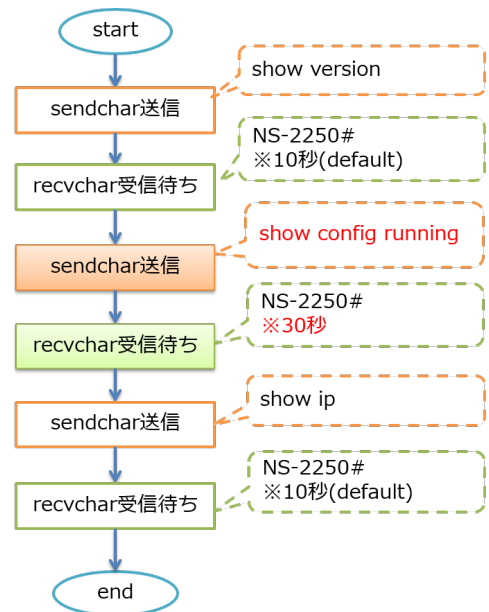 start
show version
sendchar送信
NS-2250#
※10秒(default)
recvchar受信待ち
show config running
sendchar送信
NS-2250#
※30秒
recvchar受信待ち
show ip
sendchar送信
NS-2250#
※10秒(default)
recvchar受信待ち
end